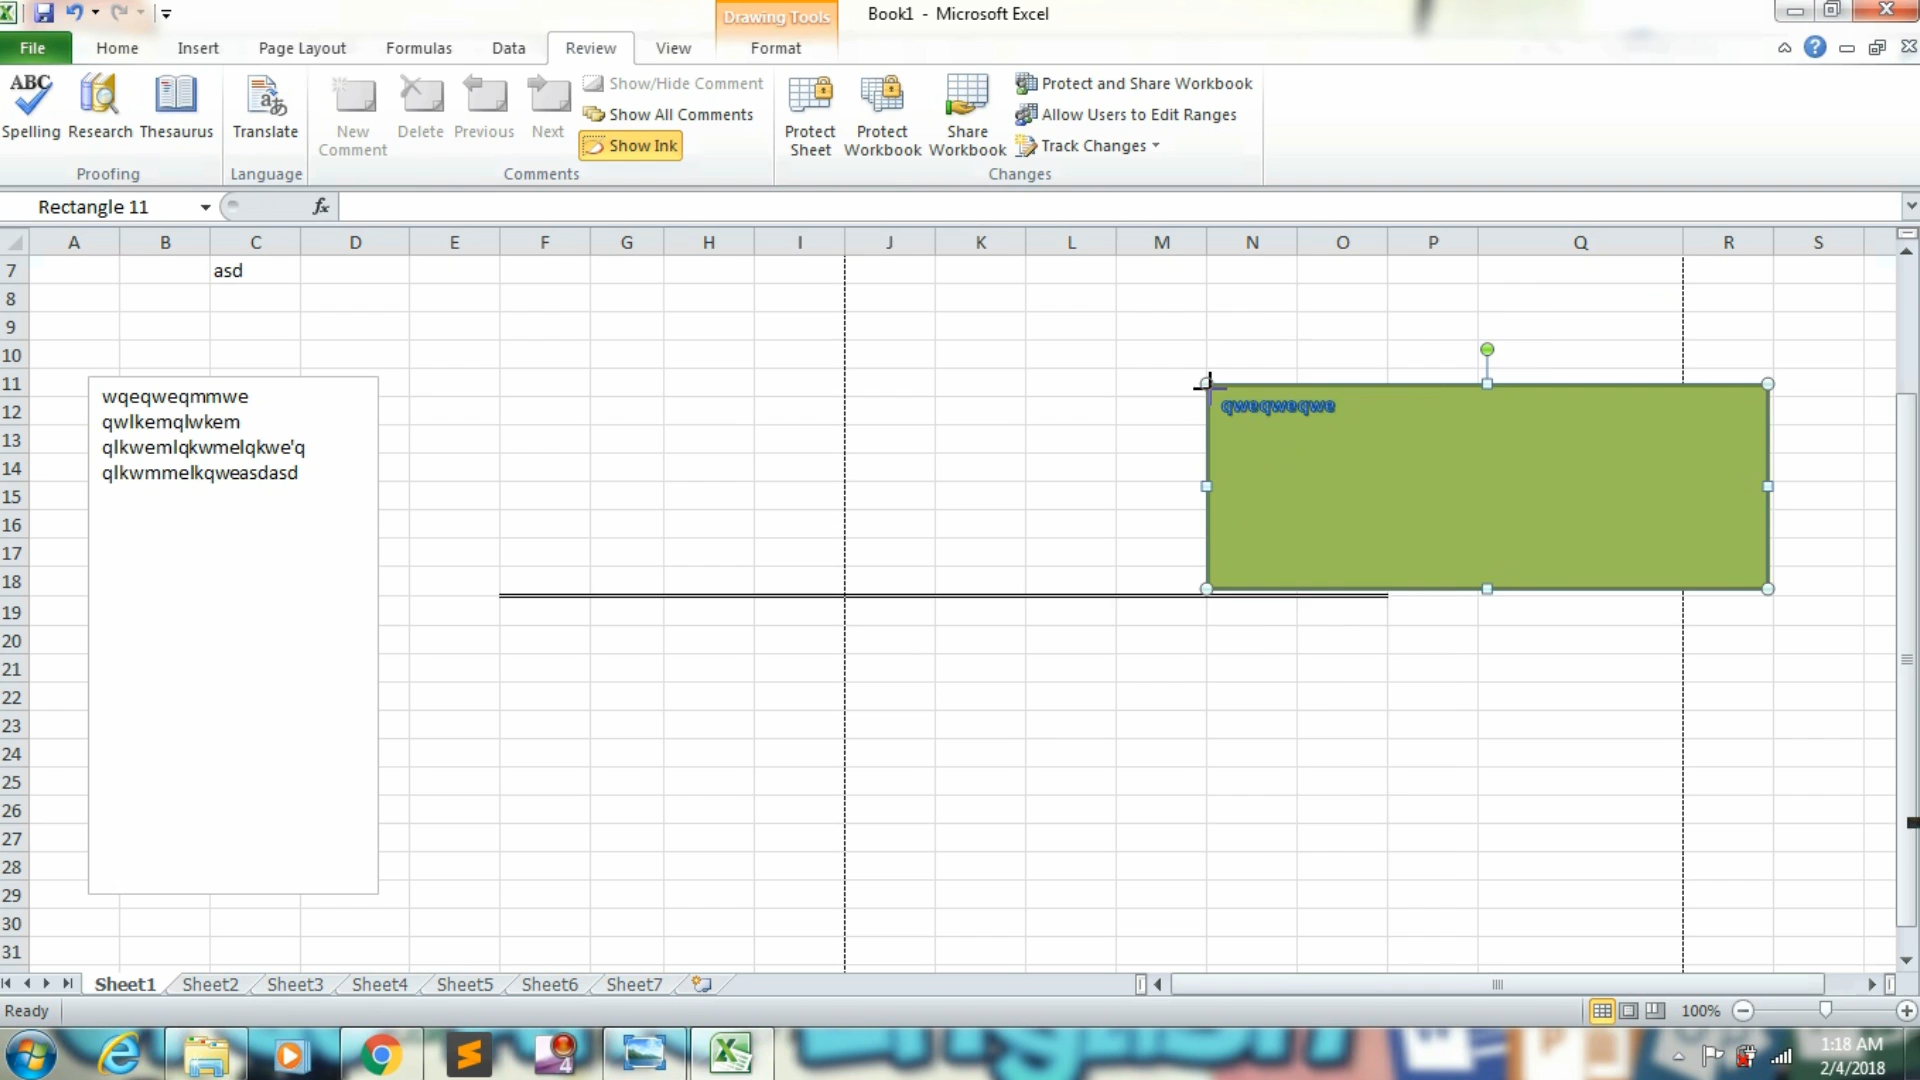 Drawing Tools
Book1 - Microsoft Excel
File Home Insert Page Layout Formulas Data Review View Format
ABC
Spelling Research Thesaurus Translate New Comment Delete Previous Next
Show/Hide Comment
Show All Comments
Show Ink
Protect Sheet Protect Workbook Share Workbook
Protect and Share Workbook
Allow Users to Edit Ranges
Track Changes
Proofing Language Comments Changes
Rectangle 11 fx
A B C D E F G H I J K L M N O P Q R S
7 asd
8
9
10
11
12
13
14
15
16
17
18
19
20
21
22
23
24
25
26
27
28
29
30
31
wqeqweqmmwe
qwlkemqlwkem
qlkwemlqkwmelqkwe'q
qlkwmmelkqweasdasd
qweqweqwe
Sheet1 Sheet2 Sheet3 Sheet4 Sheet5 Sheet6 Sheet7
Ready 100%
1:18 AM
2/4/2018